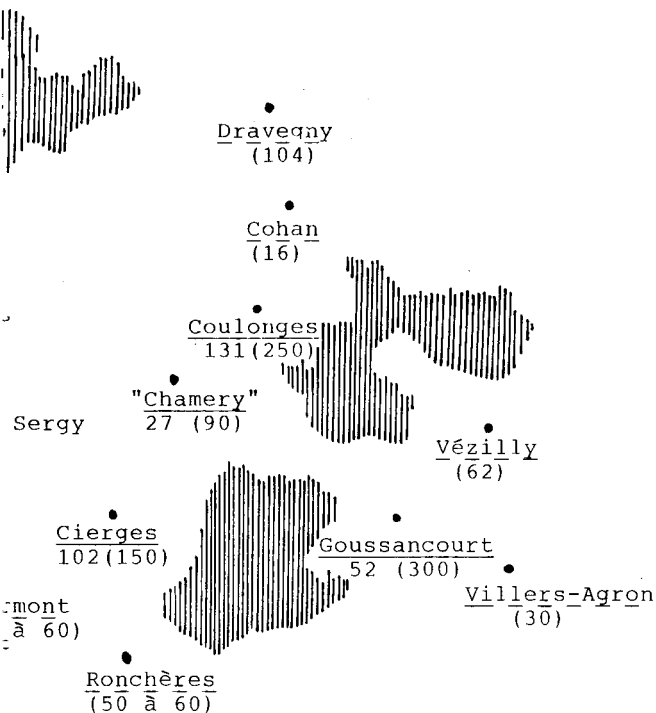 Dravegny
(104)
Cohan
(16)
Coulonges
131(250)
"Chamery"
27 (90)
Sergy
Vézilly
(62)
Cierges
102(150)
Goussancourt
52 (300)
Villers-Agron
(30)
rmont
à 60)
Ronchères
(50 à 60)